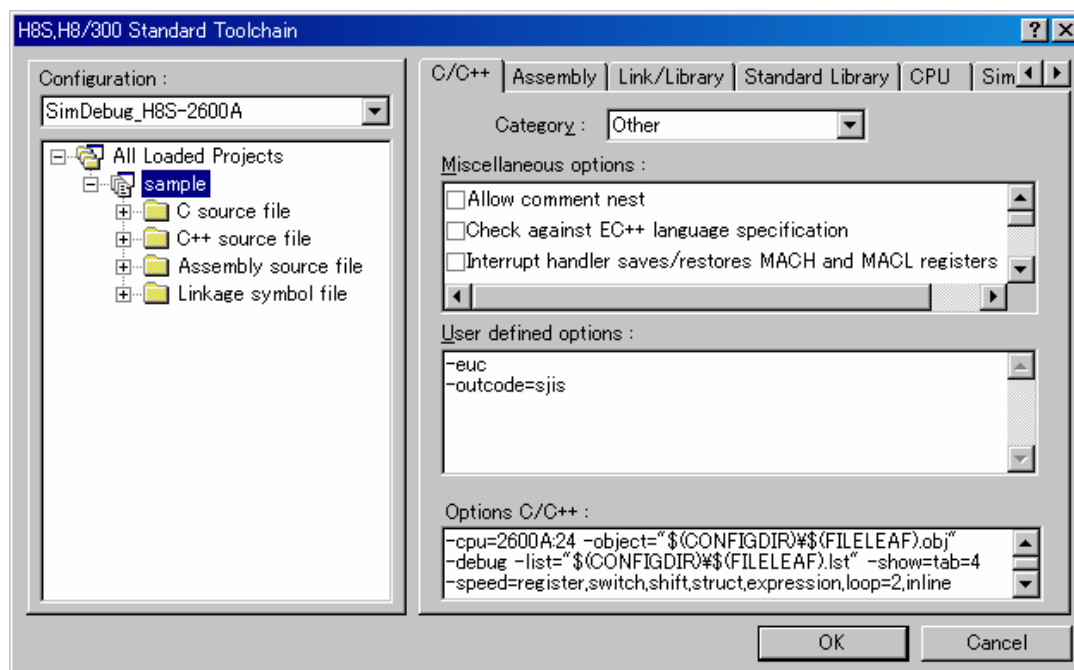 H8S,H8/300 Standard Toolchain
Configuration :
SimDebug_H8S-2600A
All Loaded Projects
sample
C source file
C++ source file
Assembly source file
Linkage symbol file
C/C++ Assembly Link/Library Standard Library CPU Sim
Category : Other
Miscellaneous options :
Allow comment nest
Check against EC++ language specification
Interrupt handler saves/restores MACH and MACL registers
User defined options :
-euc
-outcode=sjis
Options C/C++ :
-cpu=2600A:24 -object="$(CONFIGDIR)¥$(FILELEAF).obj"
-debug -list="$(CONFIGDIR)¥$(FILELEAF).lst" -show=tab=4
-speed=register,switch,shift,struct,expression,loop=2,inline
OK Cancel